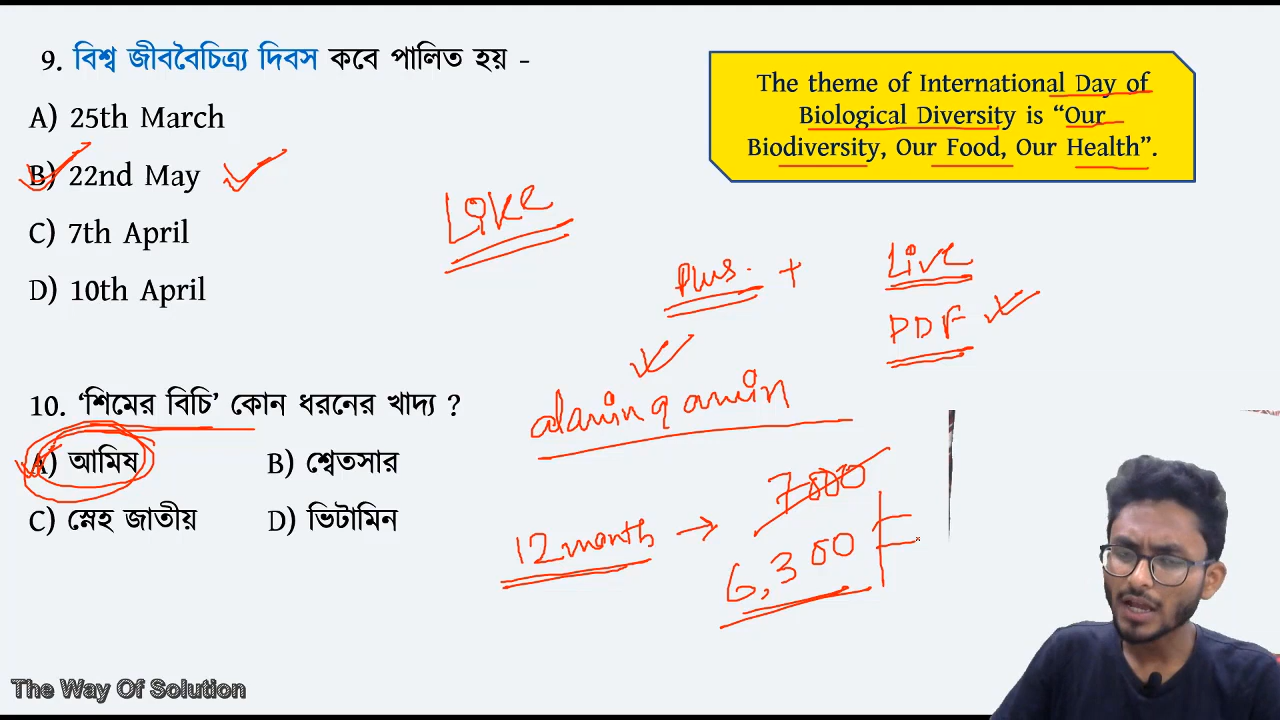 9. বিশ্ব জীববৈচিত্র্য দিবস কবে পালিত হয় -
A) 25th March
B) 22nd May
C) 7th April
D) 10th April
The theme of International Day of
Biological Diversity is “Our
Biodiversity, Our Food, Our Health”.
Like
Plus. +
Live
PDF
alaminqamin
10. ‘শিমের বিচি’ কোন ধরনের খাদ্য ?
A) আমিষ B) শ্বেতসার
C) স্নেহ জাতীয় D) ভিটামিন
7000
12 month → 6,300
The Way Of Solution